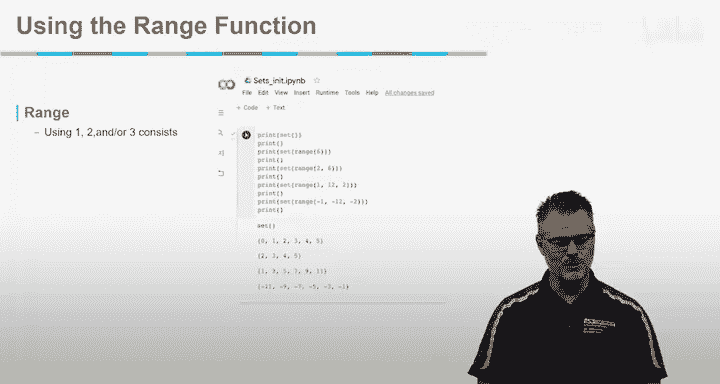 Using the Range Function
Range
– Using 1, 2,and/or 3 consists
Sets_init.ipynb
File Edit View Insert Runtime Tools Help All changes saved
+ Code + Text
print(set())
print()
print(set(range(6)))
print()
print(set(range(2, 6)))
print()
print(set(range(1, 12, 2)))
print()
print(set(range(-1, -12, -2)))
print()
set()
{0, 1, 2, 3, 4, 5}
{2, 3, 4, 5}
{1, 3, 5, 7, 9, 11}
{-11, -9, -7, -5, -3, -1}